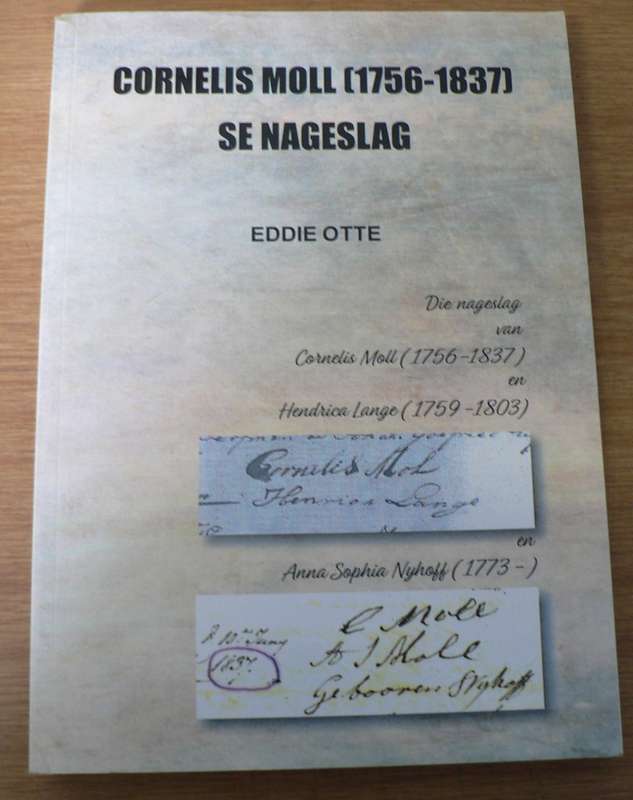 CORNELIS MOLL (1756-1837)
SE NAGESLAG
EDDIE OTTE
Die nageslag
van
Cornelis Moll (1756-1837)
en
Hendrica Lange (1759-1803)
Cornelis Mol
Henrica Lange
en
Anna Sophia Nyhoff (1773-)
C Moll
1837
A S Moll
Gebooren Nyhoff